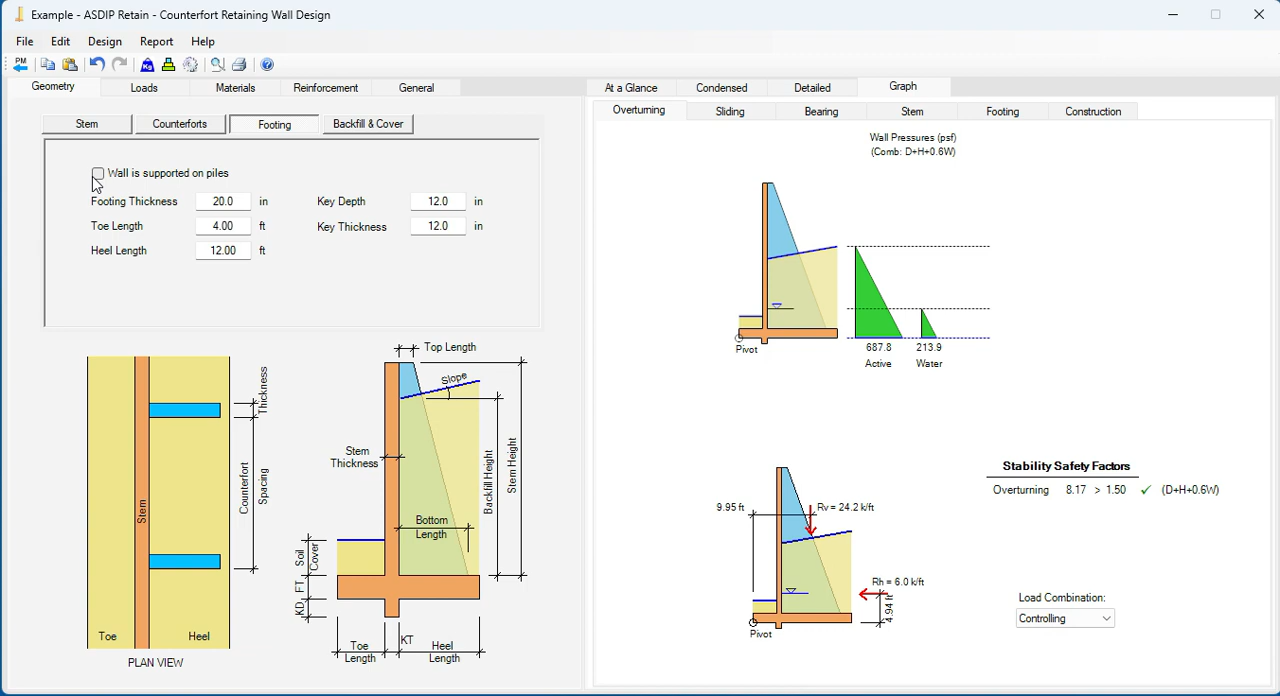 Example - ASDIP Retain - Counterfort Retaining Wall Design
File Edit Design Report Help
PM
Kg
Geometry Loads Materials Reinforcement General
At a Glance Condensed Detailed Graph
Stem Counterforts Footing Backfill & Cover
Overturning Sliding Bearing Stem Footing Construction
Wall is supported on piles
Footing Thickness 20.0 in Key Depth 12.0 in
Toe Length 4.00 ft Key Thickness 12.0 in
Heel Length 12.00 ft
Stem
Toe Heel
PLAN VIEW
Thickness
Counterfort
Spacing
Top Length
Slope
Stem
Thickness
Backfill Height
Stem Height
Bottom
Length
Soil
Cover
FT
KD
KT
Toe
Length
Heel
Length
Wall Pressures (psf)
(Comb: D+H+0.6W)
Pivot
687.8 213.9
Active Water
9.95 ft Rv = 24.2 k/ft
Rh = 6.0 k/ft
4.94 ft
Pivot
Stability Safety Factors
Overturning 8.17 > 1.50 ✓ (D+H+0.6W)
Load Combination:
Controlling